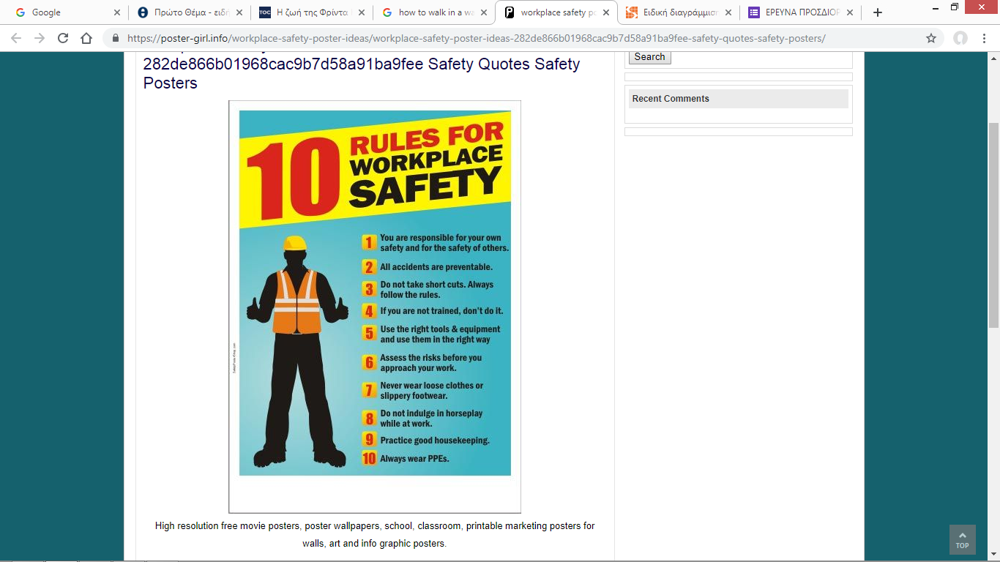 Google
Πρώτο Θέμα - ειδή
TOC
Η ζωή της Φρίντα
how to walk in a wa
workplace safety po
Ειδική διαγράμμισ
ΕΡΕΥΝΑ ΠΡΟΣΔΙΟΡ
https://poster-girl.info/workplace-safety-poster-ideas/workplace-safety-poster-ideas-282de866b01968cac9b7d58a91ba9fee-safety-quotes-safety-posters/
282de866b01968cac9b7d58a91ba9fee Safety Quotes Safety
Posters
10
RULES FOR
WORKPLACE
SAFETY
1 You are responsible for your own
safety and for the safety of others.
2 All accidents are preventable.
3 Do not take short cuts. Always
follow the rules.
4 If you are not trained, don't do it.
5 Use the right tools & equipment
and use them in the right way
6 Assess the risks before you
approach your work.
7 Never wear loose clothes or
slippery footwear.
8 Do not indulge in horseplay
while at work.
9 Practice good housekeeping.
10 Always wear PPEs.
High resolution free movie posters, poster wallpapers, school, classroom, printable marketing posters for
walls, art and info graphic posters.
Search
Recent Comments
TOP